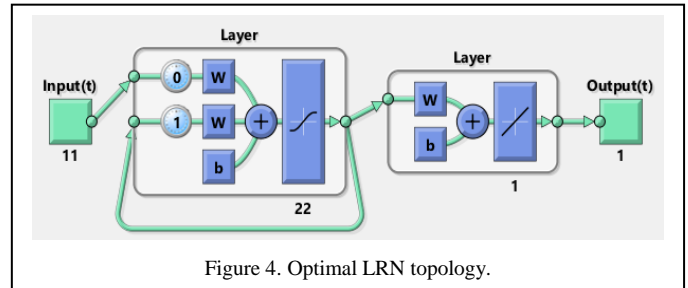 Layer
Layer
Input(t)
0
W
Output(t)
1
W
W
b
b
11
22
1
1
Figure 4. Optimal LRN topology.